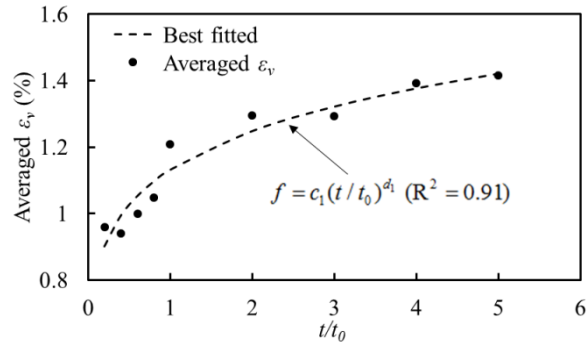 1.6
Best fitted
Averaged εv
1.4
1.2
f = c1(t / t0)^d1 (R² = 0.91)
1
0.8
0 1 2 3 4 5 6
t/t0
Averaged εv (%)